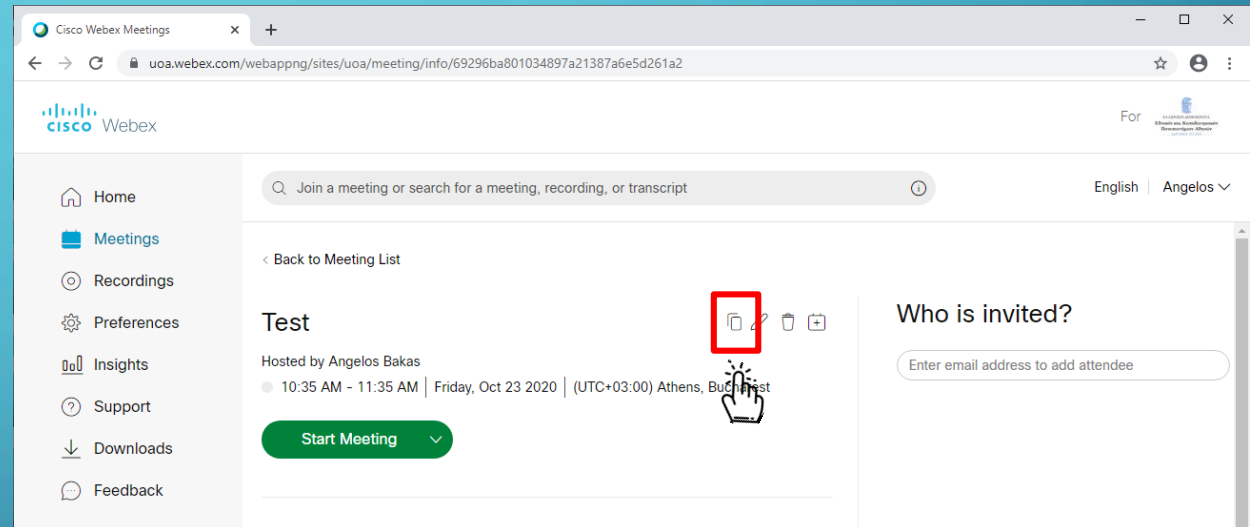 Cisco Webex Meetings
uoa.webex.com/webappng/sites/uoa/meeting/info/69296ba801034897a21387a6e5d261a2
cisco Webex
For
Home
Meetings
Recordings
Preferences
Insights
Support
Downloads
Feedback
Join a meeting or search for a meeting, recording, or transcript
English
Angelos
Back to Meeting List
Test
Hosted by Angelos Bakas
10:35 AM - 11:35 AM | Friday, Oct 23 2020 | (UTC+03:00) Athens, Bucharest
Start Meeting
Who is invited?
Enter email address to add attendee